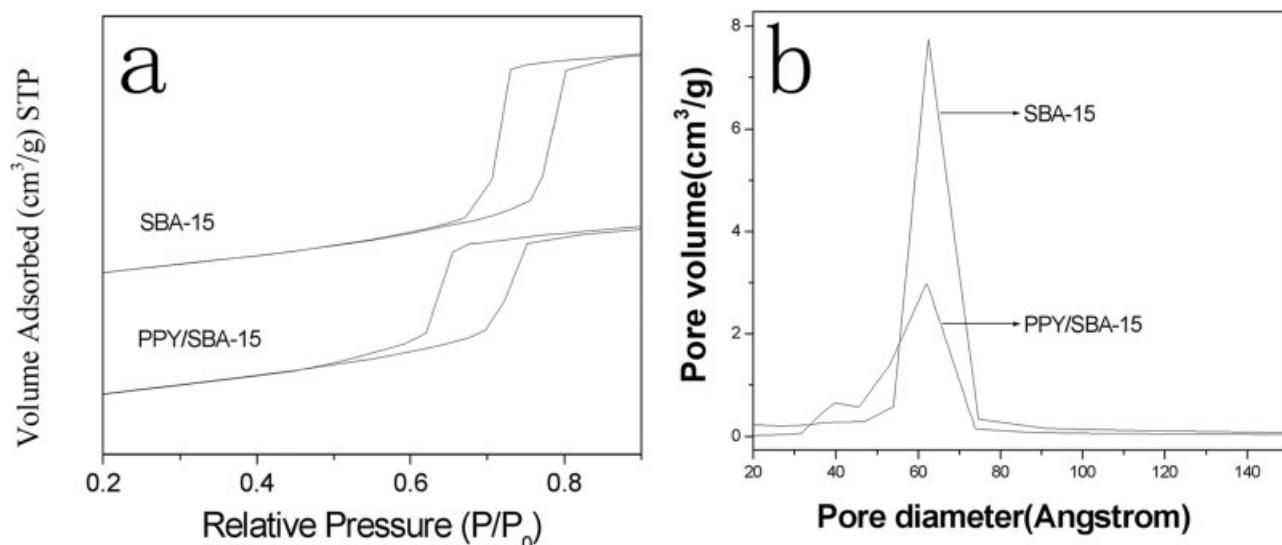 a
Volume Adsorbed (cm³/g) STP
SBA-15
PPY/SBA-15
0.2 0.4 0.6 0.8
Relative Pressure (P/P₀)
b
Pore volume(cm³/g)
8
6
4
2
0
SBA-15
PPY/SBA-15
20 40 60 80 100 120 140
Pore diameter(Angstrom)